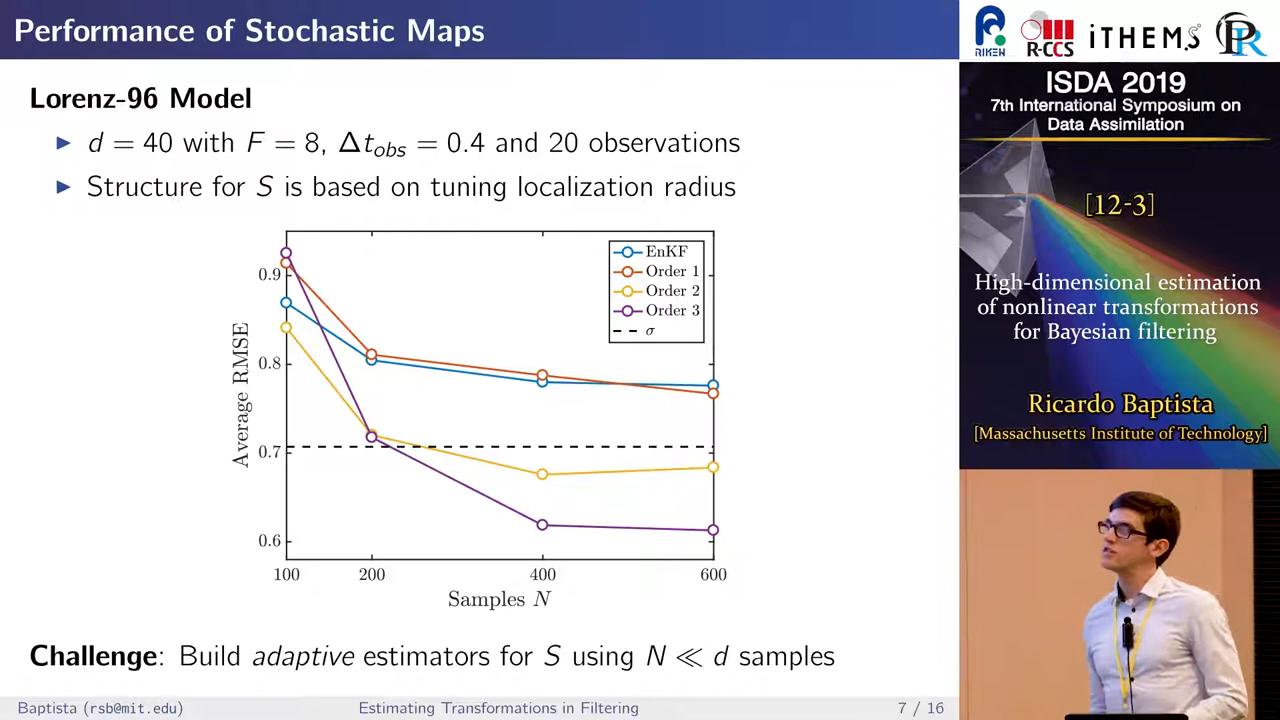 Performance of Stochastic Maps
Lorenz-96 Model
▶ d = 40 with F = 8, Δt_obs = 0.4 and 20 observations
▶ Structure for S is based on tuning localization radius
Average RMSE
0.9
0.8
0.7
0.6
100
200
400
600
Samples N
EnKF
Order 1
Order 2
Order 3
σ
Challenge: Build adaptive estimators for S using N ≪ d samples
Baptista (rsb@mit.edu)
Estimating Transformations in Filtering
7 / 16
RIKEN
R-CCS
iTHEMS
PR
ISDA 2019
7th International Symposium on
Data Assimilation
[12-3]
High-dimensional estimation
of nonlinear transformations
for Bayesian filtering
Ricardo Baptista
[Massachusetts Institute of Technology]